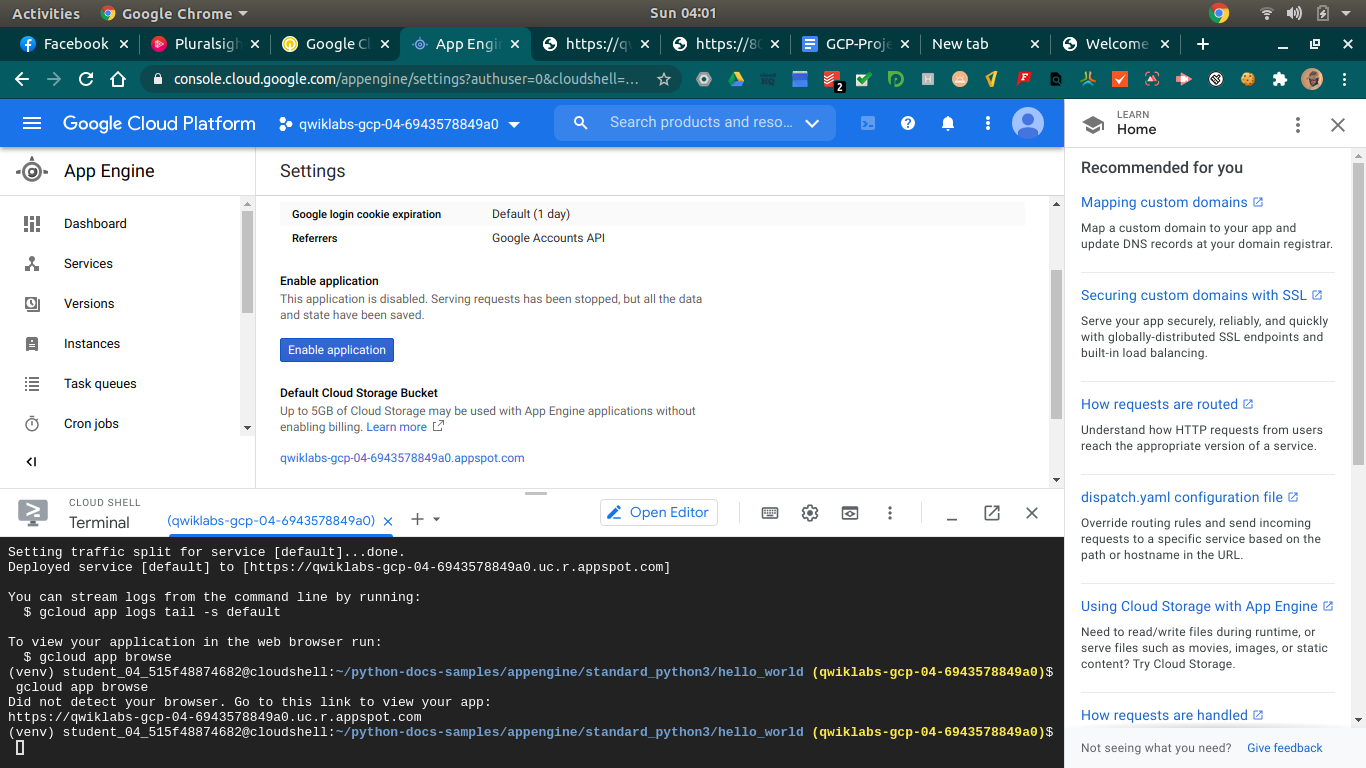 Activities
Google Chrome
Sun 04:01
Facebook
Pluralsigh
Google Cl
App Engin
https://qw
https://80
GCP-Proje
New tab
Welcome
console.cloud.google.com/appengine/settings?authuser=0&cloudshell=...
2
Google Cloud Platform
qwiklabs-gcp-04-6943578849a0
Search products and reso...
LEARN
Home
App Engine
Settings
Dashboard
Services
Versions
Instances
Task queues
Cron jobs
Google login cookie expiration Default (1 day)
Referrers Google Accounts API
Enable application
This application is disabled. Serving requests has been stopped, but all the data
and state have been saved.
Enable application
Default Cloud Storage Bucket
Up to 5GB of Cloud Storage may be used with App Engine applications without
enabling billing. Learn more
qwiklabs-gcp-04-6943578849a0.appspot.com
Recommended for you
Mapping custom domains
Map a custom domain to your app and
update DNS records at your domain registrar.
Securing custom domains with SSL
Serve your app securely, reliably, and quickly
with globally-distributed SSL endpoints and
built-in load balancing.
How requests are routed
Understand how HTTP requests from users
reach the appropriate version of a service.
dispatch.yaml configuration file
Override routing rules and send incoming
requests to a specific service based on the
path or hostname in the URL.
Using Cloud Storage with App Engine
Need to read/write files during runtime, or
serve files such as movies, images, or static
content? Try Cloud Storage.
How requests are handled
Not seeing what you need? Give feedback
CLOUD SHELL
Terminal
(qwiklabs-gcp-04-6943578849a0)
Open Editor
Setting traffic split for service [default]...done.
Deployed service [default] to [https://qwiklabs-gcp-04-6943578849a0.uc.r.appspot.com]
You can stream logs from the command line by running:
$ gcloud app logs tail -s default
To view your application in the web browser run:
$ gcloud app browse
(venv) student_04_515f48874682@cloudshell:~/python-docs-samples/appengine/standard_python3/hello_world (qwiklabs-gcp-04-6943578849a0)$
gcloud app browse
Did not detect your browser. Go to this link to view your app:
https://qwiklabs-gcp-04-6943578849a0.uc.r.appspot.com
(venv) student_04_515f48874682@cloudshell:~/python-docs-samples/appengine/standard_python3/hello_world (qwiklabs-gcp-04-6943578849a0)$